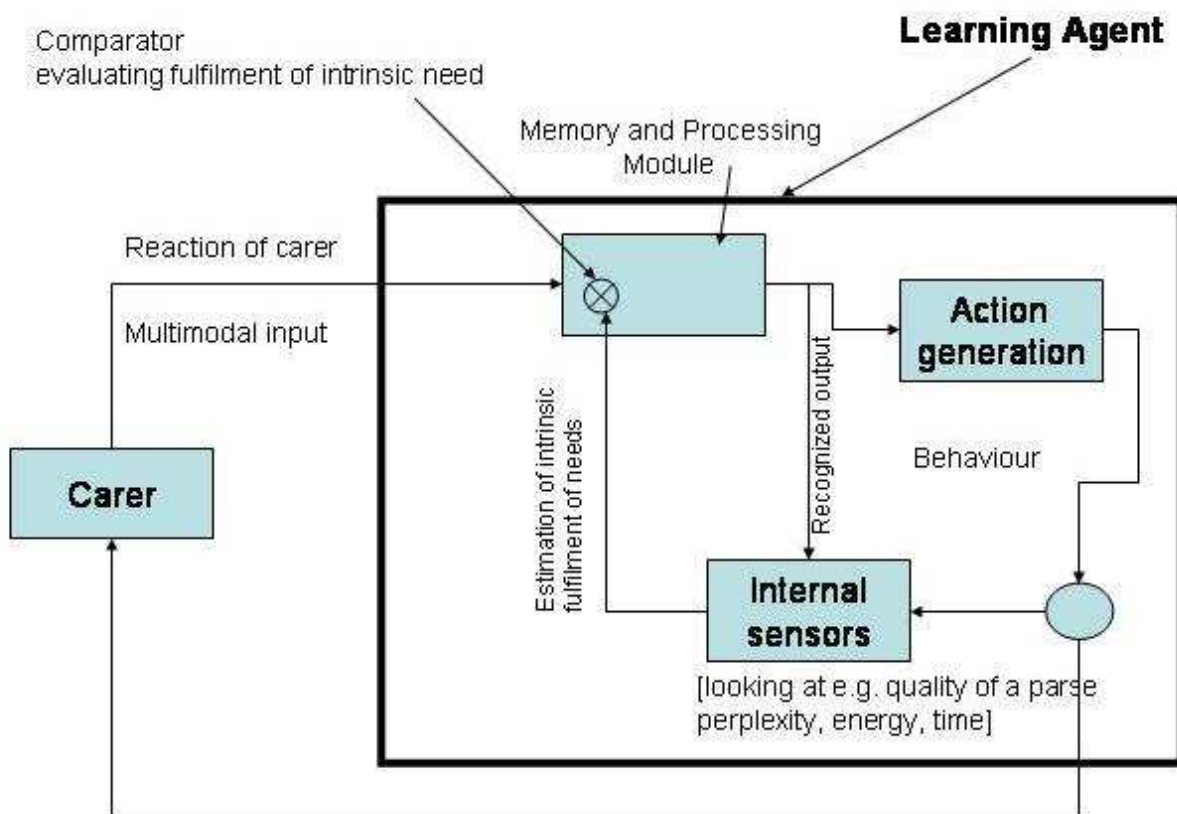 Learning Agent
Comparator
evaluating fulfilment of intrinsic need
Memory and Processing
Module
Reaction of carer
Multimodal input
Action
generation
Recognized output
Estimation of intrinsic
fulfilment of needs
Behaviour
Carer
Internal
sensors
[looking at e.g. quality of a parse
perplexity, energy, time]